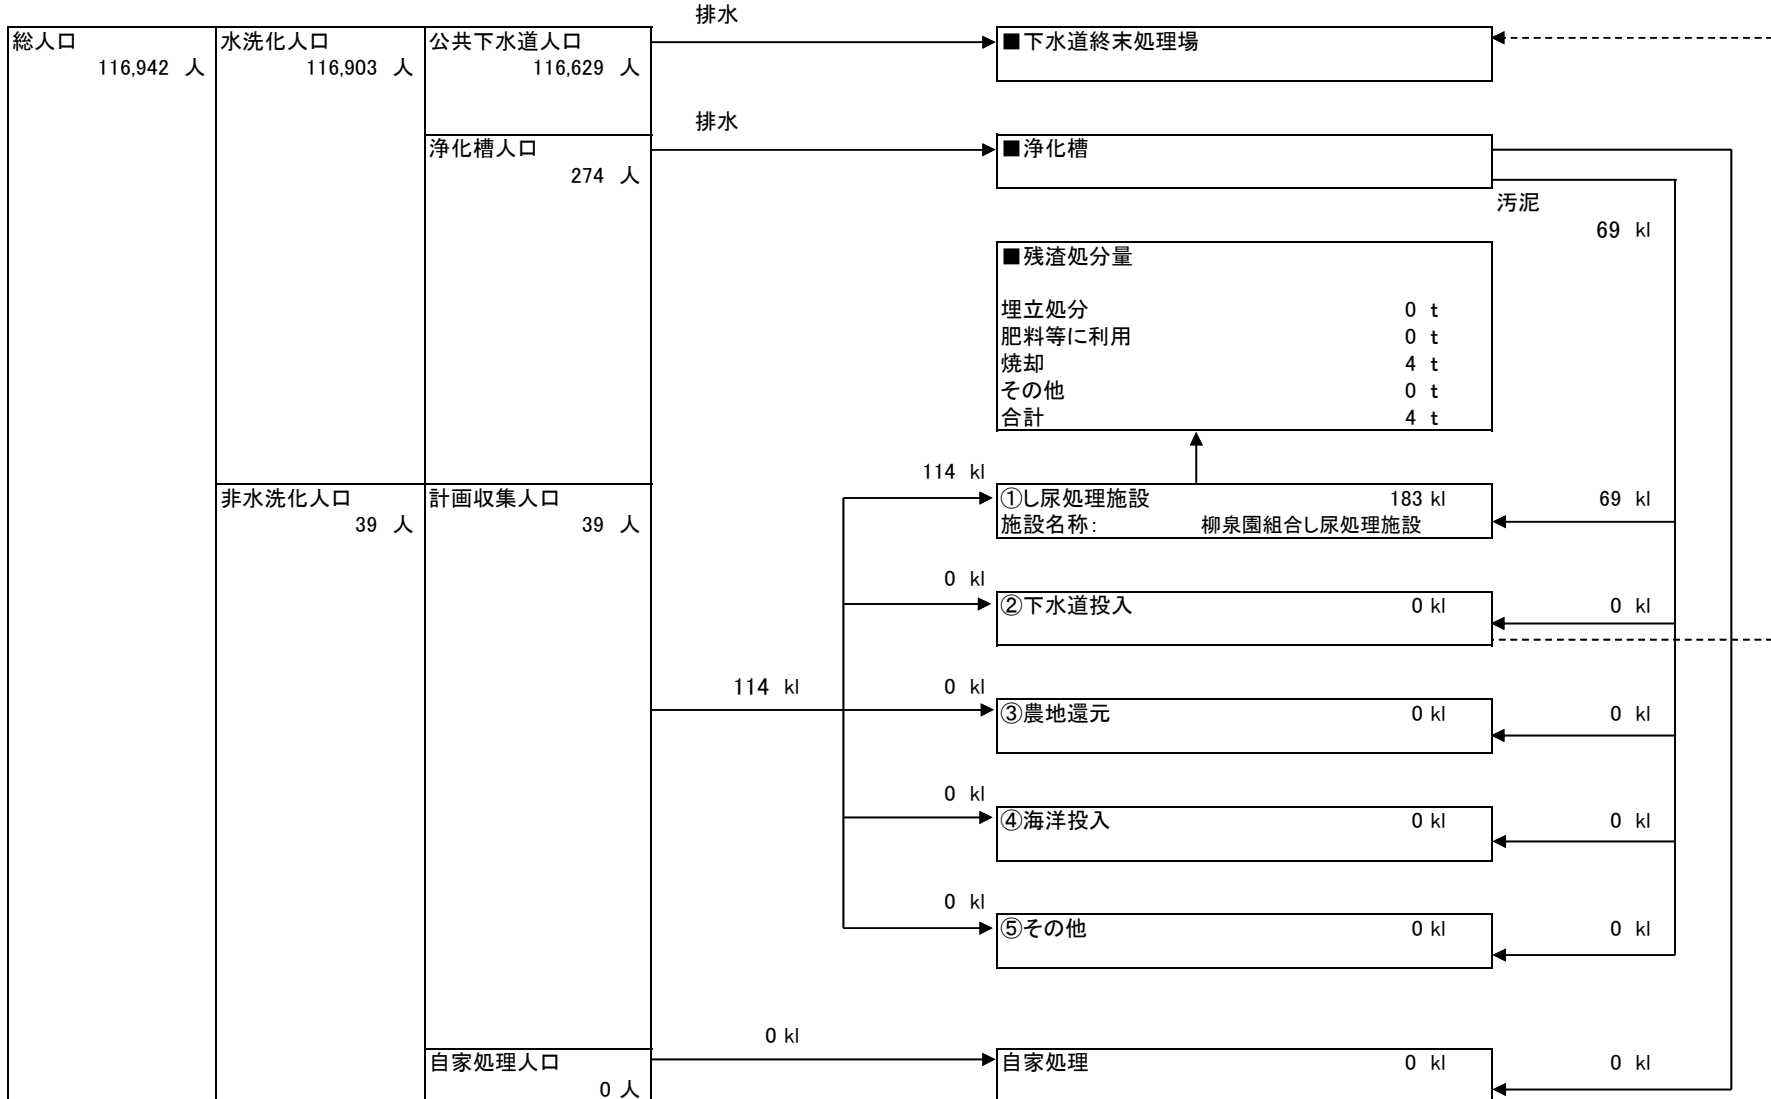 排水
総人口 水洗化人口 公共下水道人口 ■下水道終末処理場
116,942 人 116,903 人 116,629 人
排水
浄化槽人口 ■浄化槽
274 人
汚泥
69 kl
■残渣処分量
埋立処分 0 t
肥料等に利用 0 t
焼却 4 t
その他 0 t
合計 4 t
114 kl
非水洗化人口 計画収集人口 ①し尿処理施設 183 kl 69 kl
39 人 39 人 施設名称: 柳泉園組合し尿処理施設
0 kl
②下水道投入 0 kl 0 kl
114 kl 0 kl
③農地還元 0 kl 0 kl
0 kl
④海洋投入 0 kl 0 kl
0 kl
⑤その他 0 kl 0 kl
0 kl
自家処理人口 自家処理 0 kl 0 kl
0 人